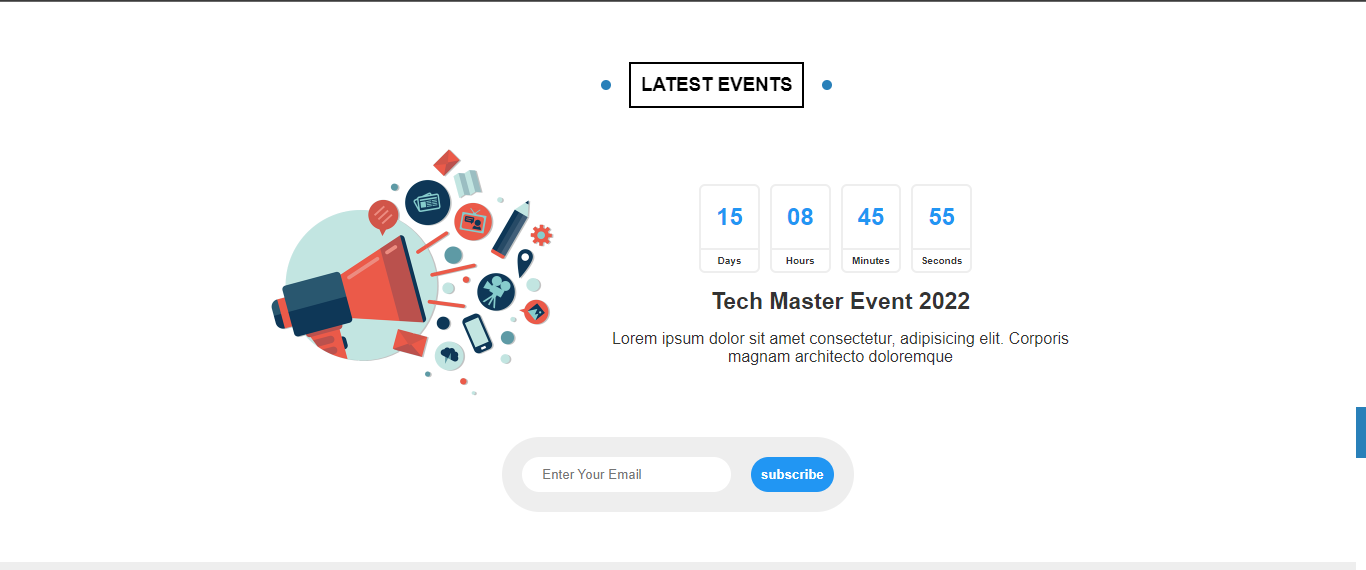 LATEST EVENTS
15 08 45 55
Days Hours Minutes Seconds
Tech Master Event 2022
Lorem ipsum dolor sit amet consectetur, adipisicing elit. Corporis
magnam architecto doloremque
Enter Your Email subscribe